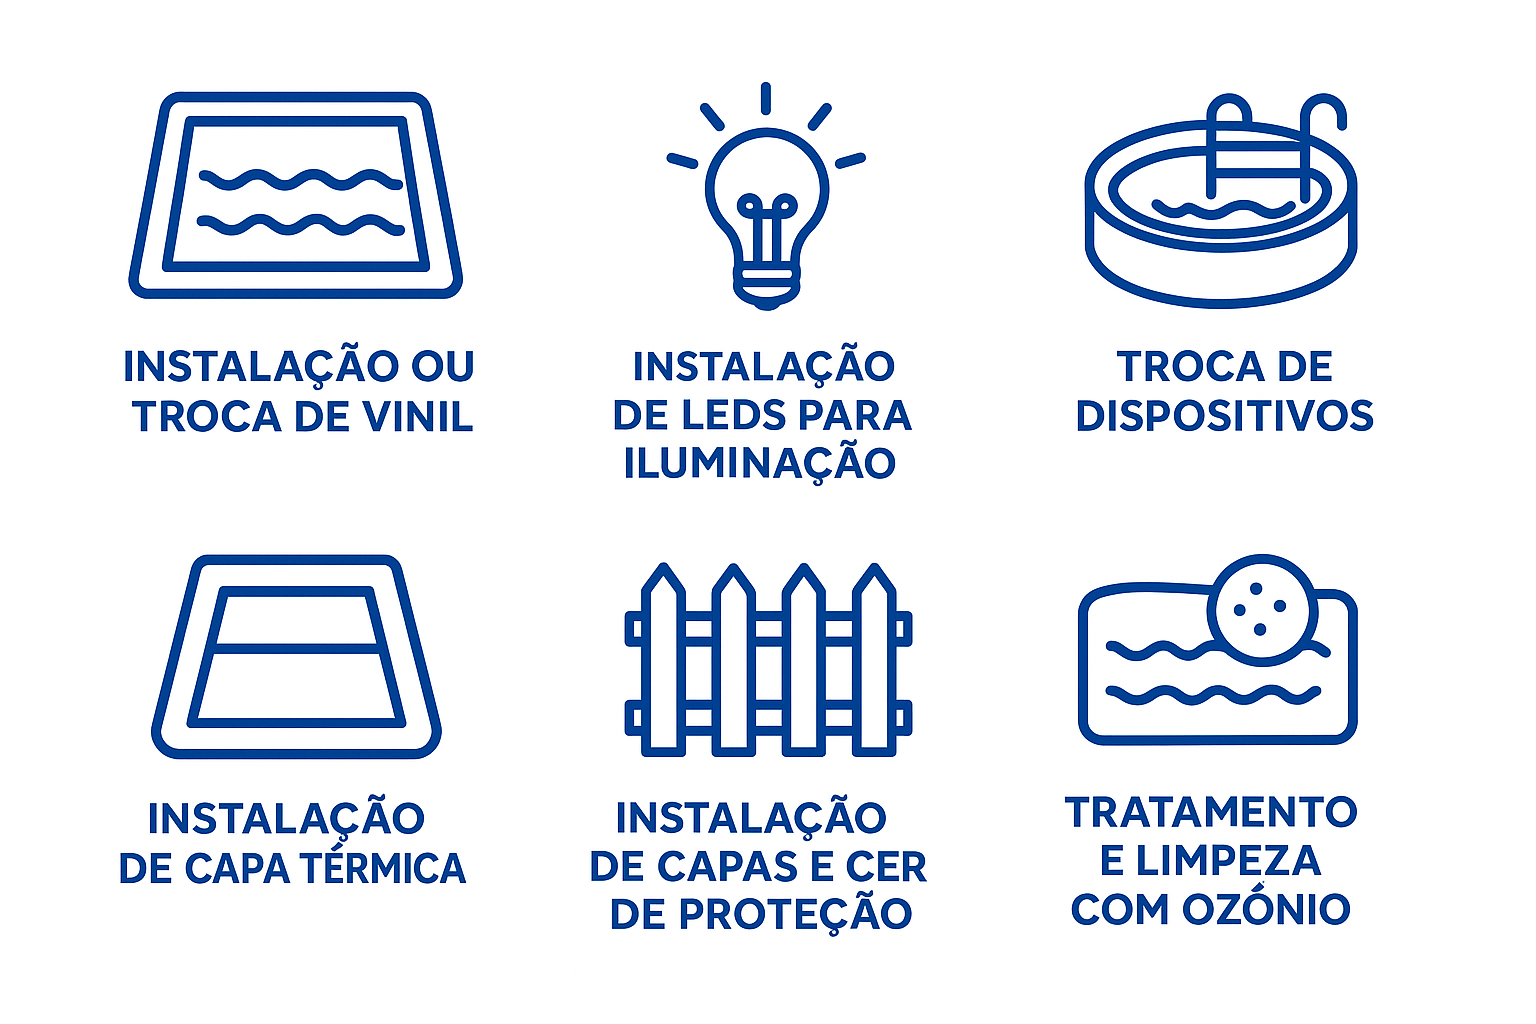 INSTALAÇÃO OU
TROCA DE VINIL
INSTALAÇÃO
DE LEDS PARA
ILUMINAÇÃO
TROCA DE
DISPOSITIVOS
INSTALAÇÃO
DE CAPA TÉRMICA
INSTALAÇÃO
DE CAPAS E CER
DE PROTEÇÃO
TRATAMENTO
E LIMPEZA
COM OZÓNIO